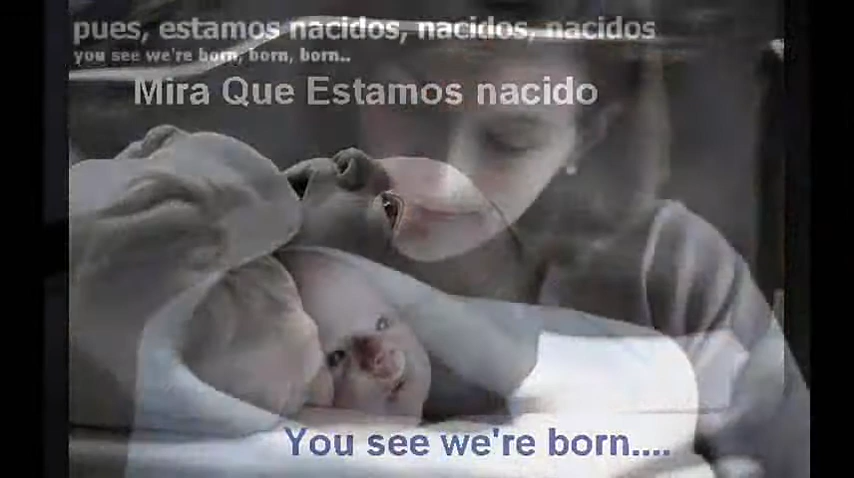 pues, estamos nacidos, nacidos, nacidos
you see we're born, born, born..
Mira Que Estamos nacido
You see we're born....